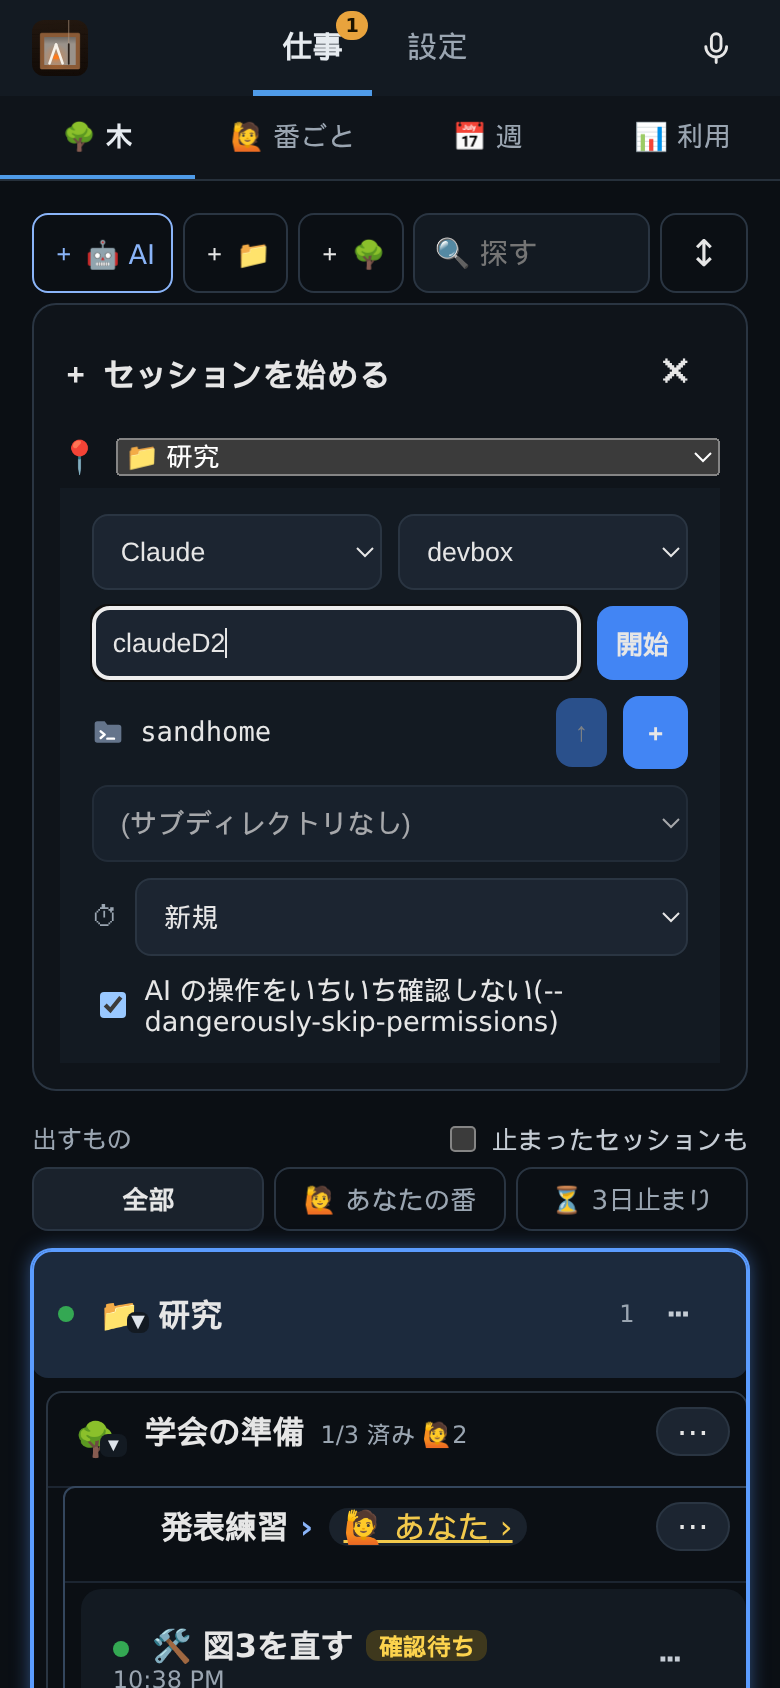 仕事 1 設定
木 番ごと 週 利用
+ AI + + 探す ↕
+ セッションを始める ✕
研究
Claude devbox
claudeD2 開始
sandhome ↑ +
(サブディレクトリなし)
新規
AI の操作をいちいち確認しない(--
dangerously-skip-permissions)
出すもの 止まったセッションも
全部 あなたの番 3日止まり
研究 1 ⋯
学会の準備 1/3 済み 2 ⋯
発表練習 › あなた › ⋯
図3を直す 確認待ち ⋯
10:38 PM